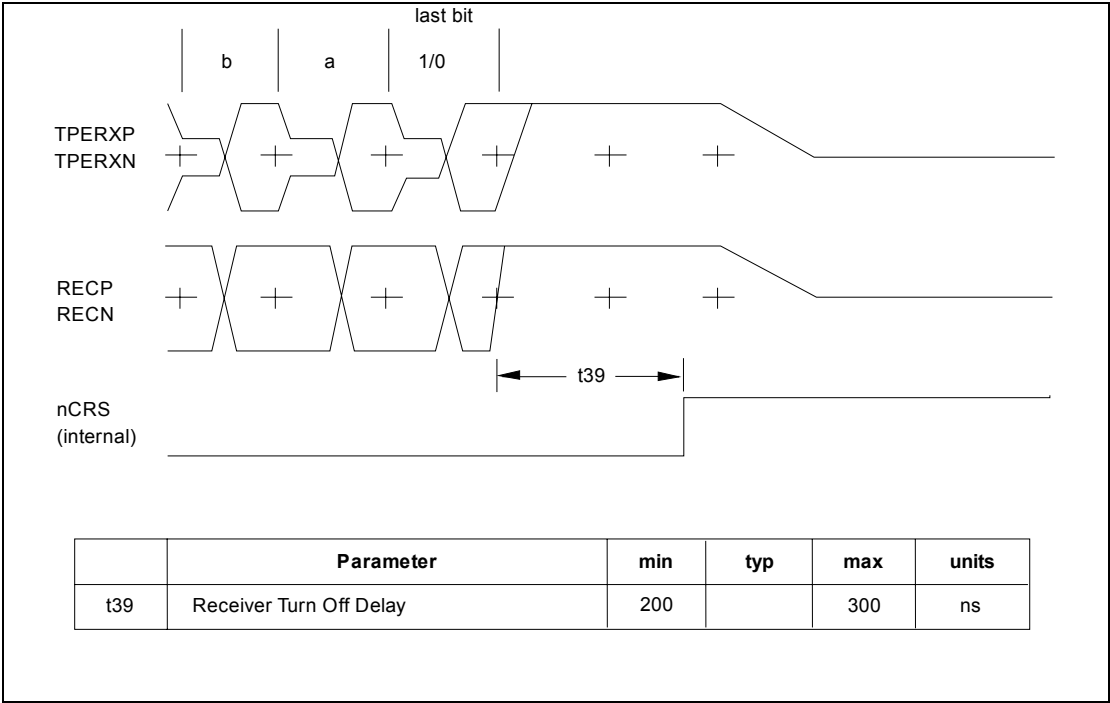 last bit
b a 1/0
TPERXP
TPERXN
RECP
RECN
t39
nCRS
(internal)
Parameter min typ max units
t39 Receiver Turn Off Delay 200 300 ns